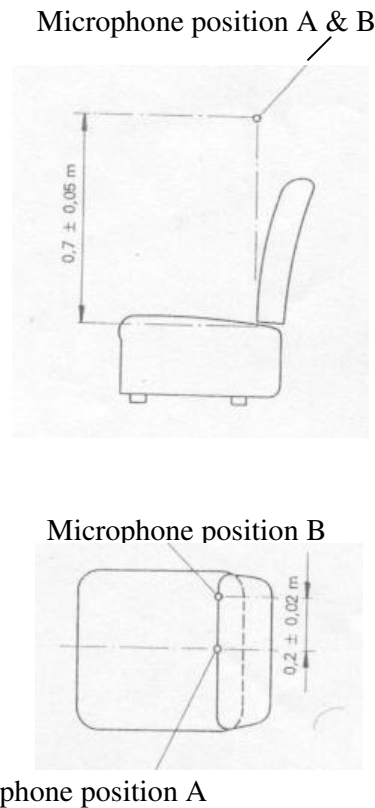 Microphone position A & B
0,7 ± 0,05 m
Microphone position B
0,2 ± 0,02 m
phone position A